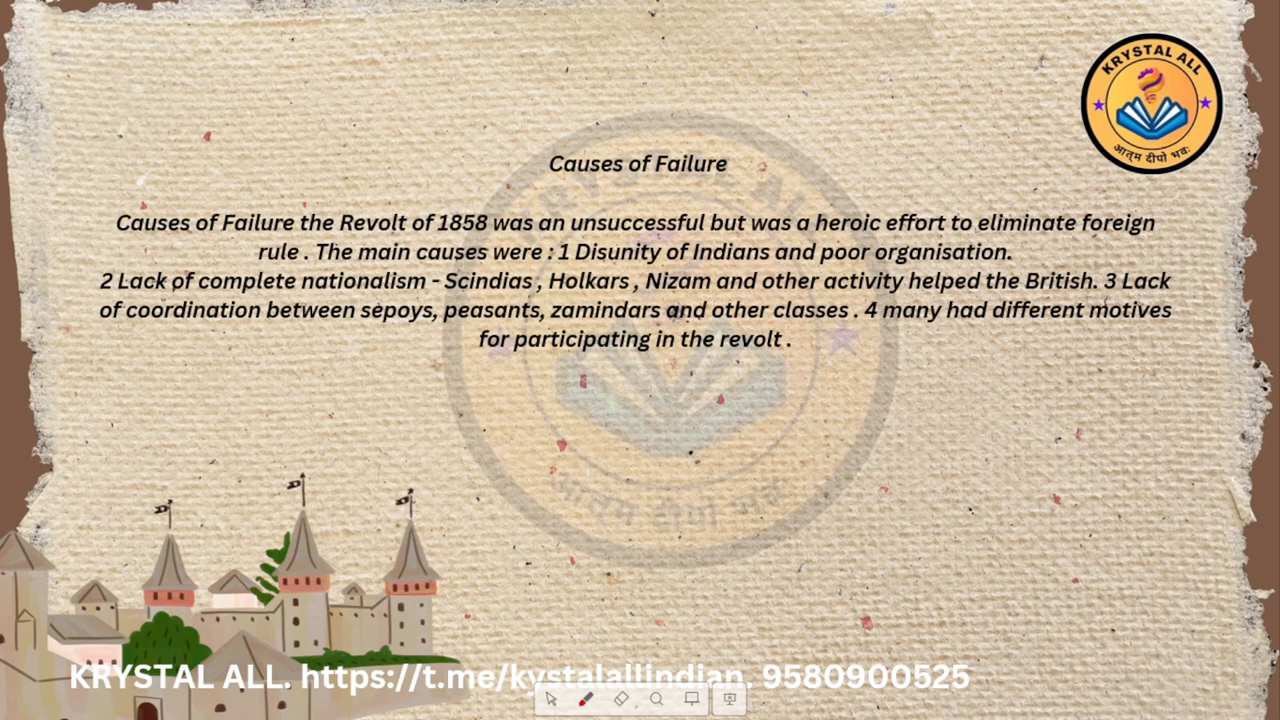 KRYSTAL ALL
आत्म दीपो भवः
Causes of Failure
Causes of Failure the Revolt of 1858 was an unsuccessful but was a heroic effort to eliminate foreign
rule . The main causes were : 1 Disunity of Indians and poor organisation.
2 Lack of complete nationalism - Scindias , Holkars , Nizam and other activity helped the British. 3 Lack
of coordination between sepoys, peasants, zamindars and other classes . 4 many had different motives
for participating in the revolt .
KRYSTAL ALL. https://t.me/kystalallindian. 9580900525